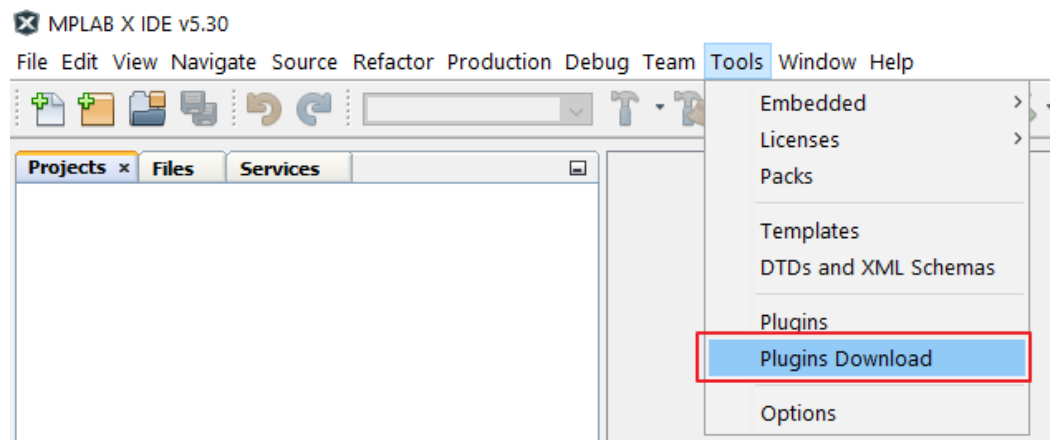 MPLAB X IDE v5.30
File Edit View Navigate Source Refactor Production Debug Team Tools Window Help
Projects × Files Services
Embedded
Licenses
Packs
Templates
DTDs and XML Schemas
Plugins
Plugins Download
Options